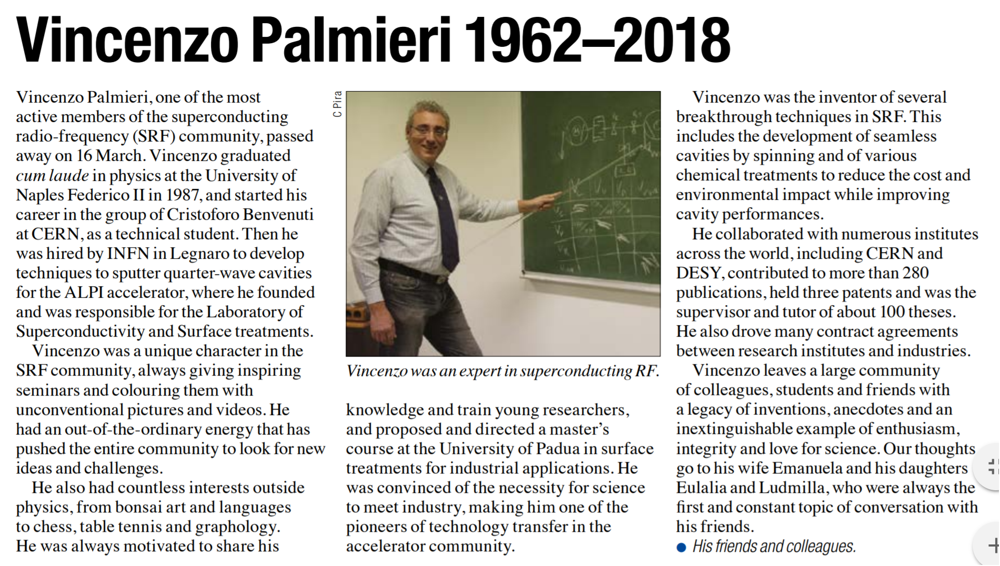 Vincenzo Palmieri 1962–2018
Vincenzo Palmieri, one of the most
active members of the superconducting
radio-frequency (SRF) community, passed
away on 16 March. Vincenzo graduated
cum laude in physics at the University of
Naples Federico II in 1987, and started his
career in the group of Cristoforo Benvenuti
at CERN, as a technical student. Then he
was hired by INFN in Legnaro to develop
techniques to sputter quarter-wave cavities
for the ALPI accelerator, where he founded
and was responsible for the Laboratory of
Superconductivity and Surface treatments.
Vincenzo was a unique character in the
SRF community, always giving inspiring
seminars and colouring them with
unconventional pictures and videos. He
had an out-of-the-ordinary energy that has
pushed the entire community to look for new
ideas and challenges.
He also had countless interests outside
physics, from bonsai art and languages
to chess, table tennis and graphology.
He was always motivated to share his
C Pira
Vincenzo was an expert in superconducting RF.
knowledge and train young researchers,
and proposed and directed a master's
course at the University of Padua in surface
treatments for industrial applications. He
was convinced of the necessity for science
to meet industry, making him one of the
pioneers of technology transfer in the
accelerator community.
Vincenzo was the inventor of several
breakthrough techniques in SRF. This
includes the development of seamless
cavities by spinning and of various
chemical treatments to reduce the cost and
environmental impact while improving
cavity performances.
He collaborated with numerous institutes
across the world, including CERN and
DESY, contributed to more than 280
publications, held three patents and was the
supervisor and tutor of about 100 theses.
He also drove many contract agreements
between research institutes and industries.
Vincenzo leaves a large community
of colleagues, students and friends with
a legacy of inventions, anecdotes and an
inextinguishable example of enthusiasm,
integrity and love for science. Our thoughts
go to his wife Emanuela and his daughters
Eulalia and Ludmilla, who were always the
first and constant topic of conversation with
his friends.
● His friends and colleagues.